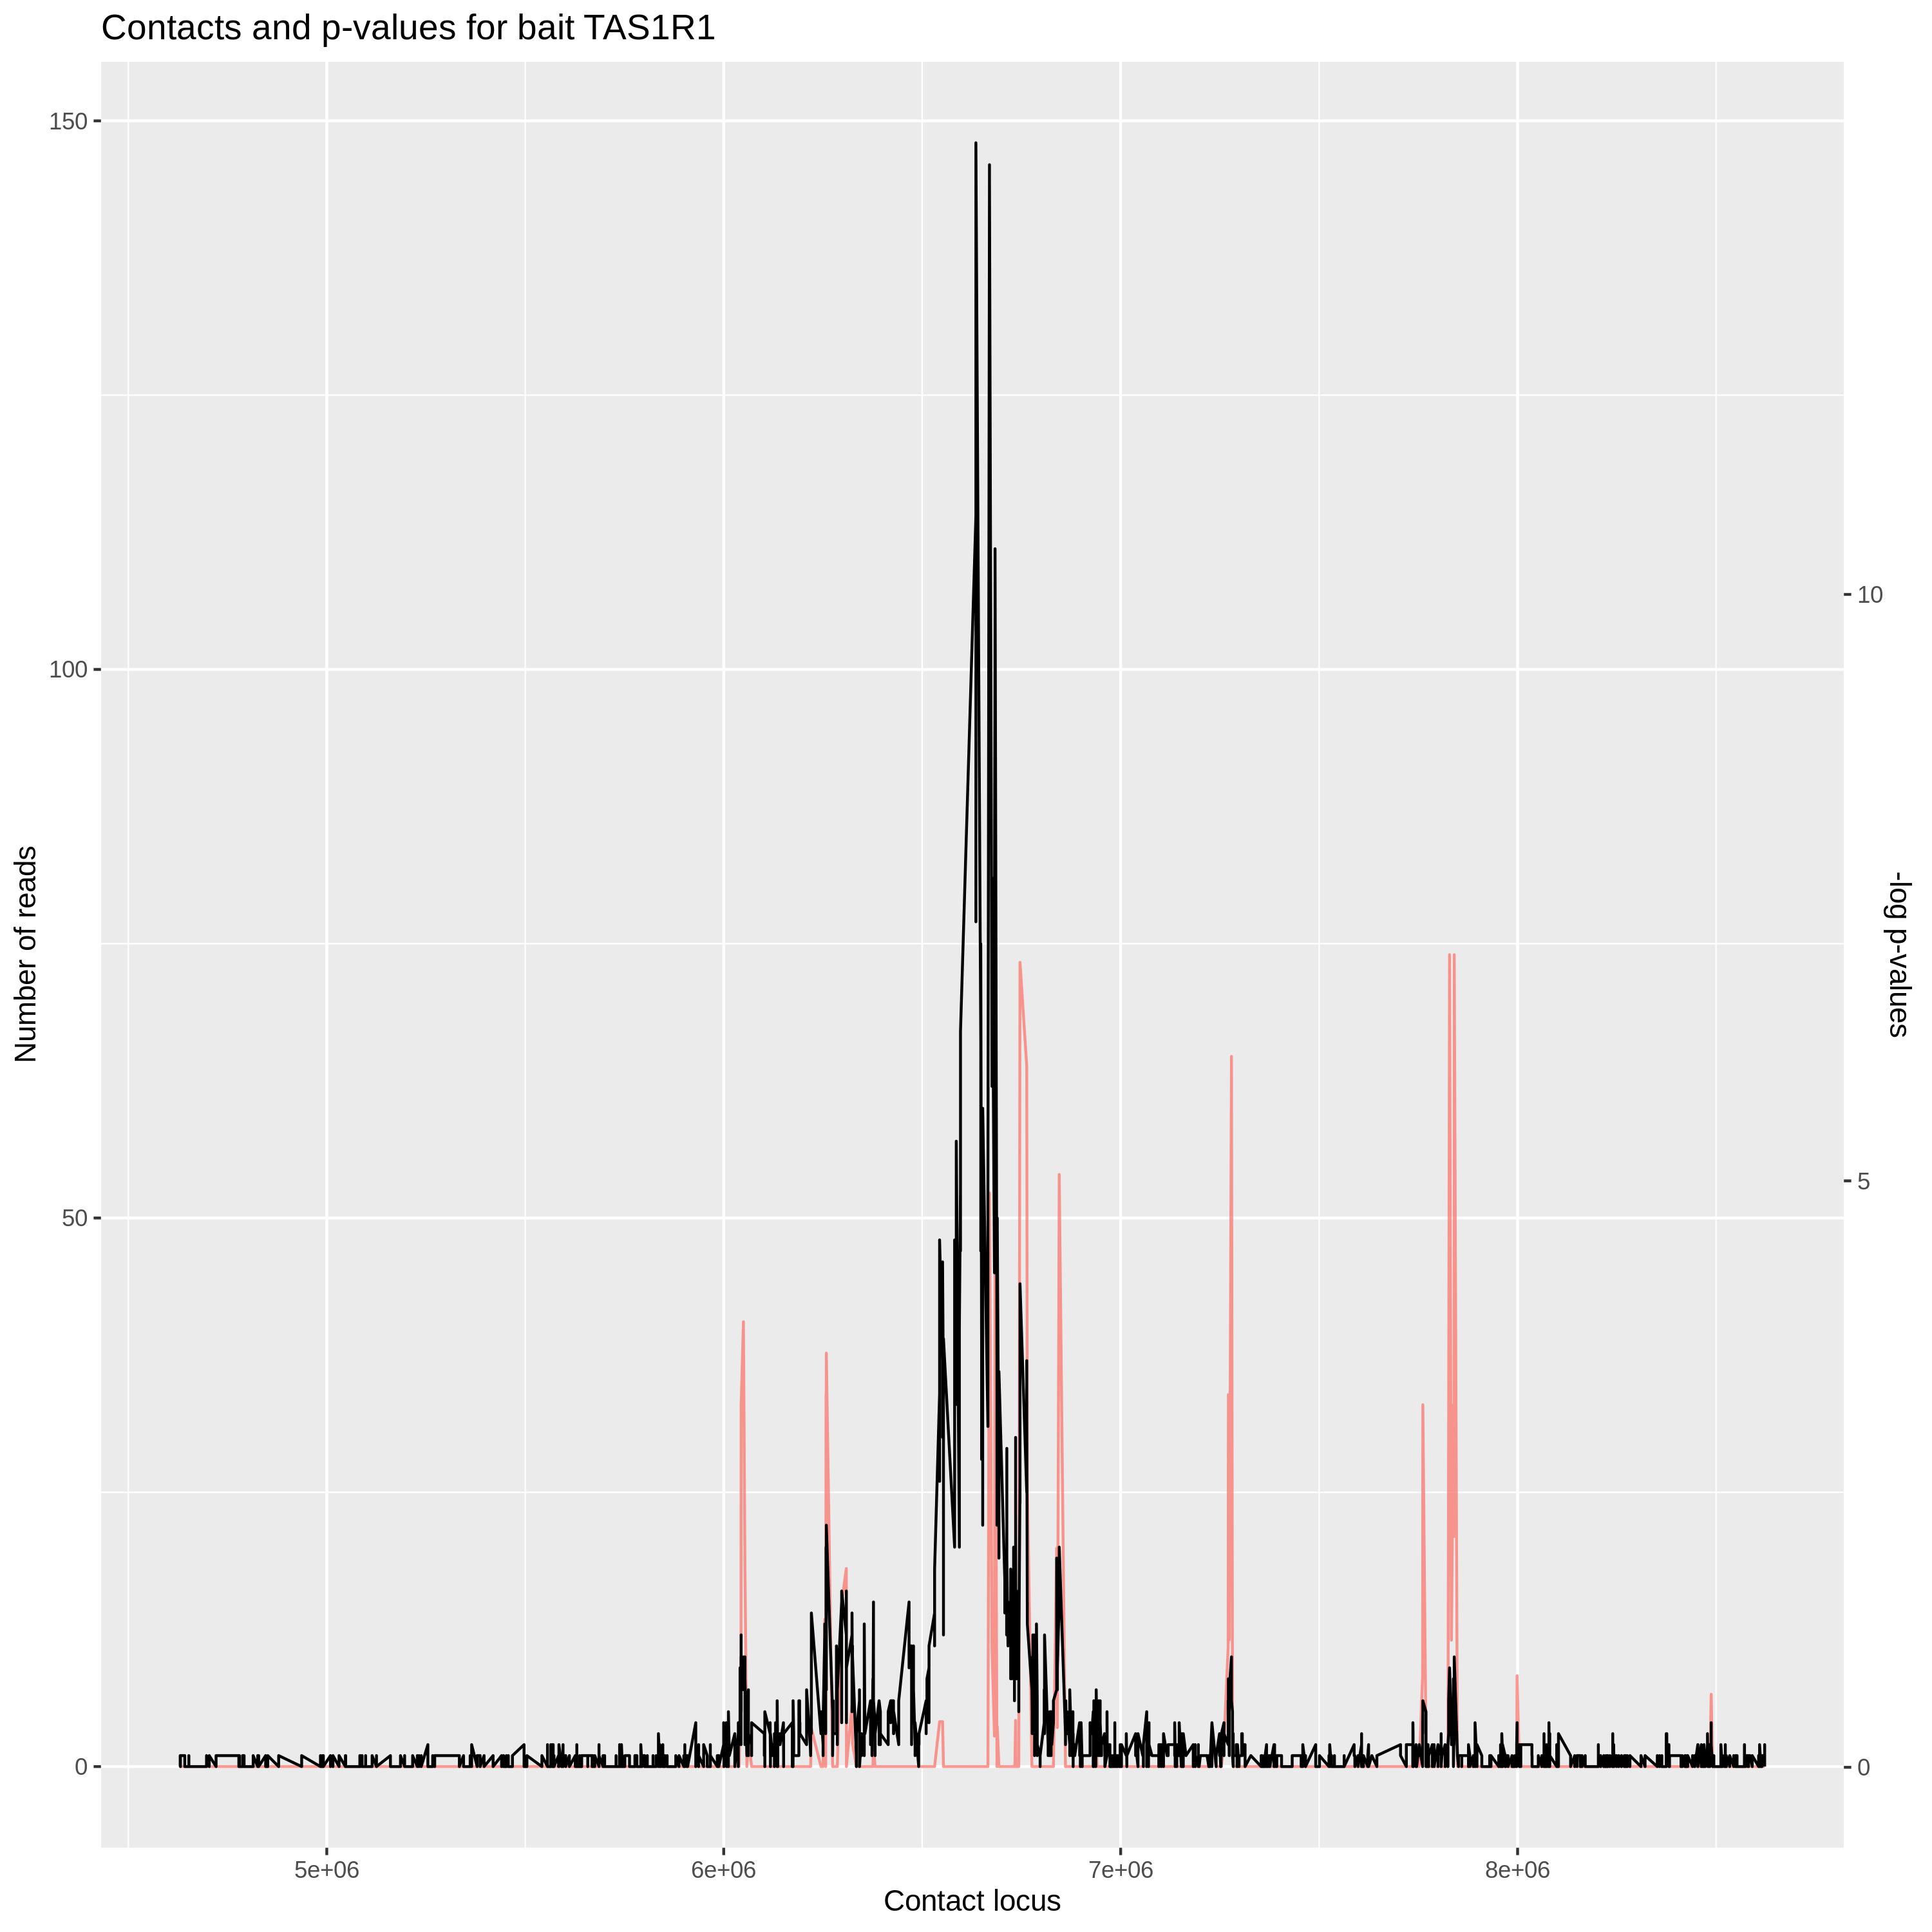 Contacts and p-values for bait TAS1R1
150
100
50
0
Number of reads
10
5
0
-log p-values
5e+06 6e+06 7e+06 8e+06
Contact locus